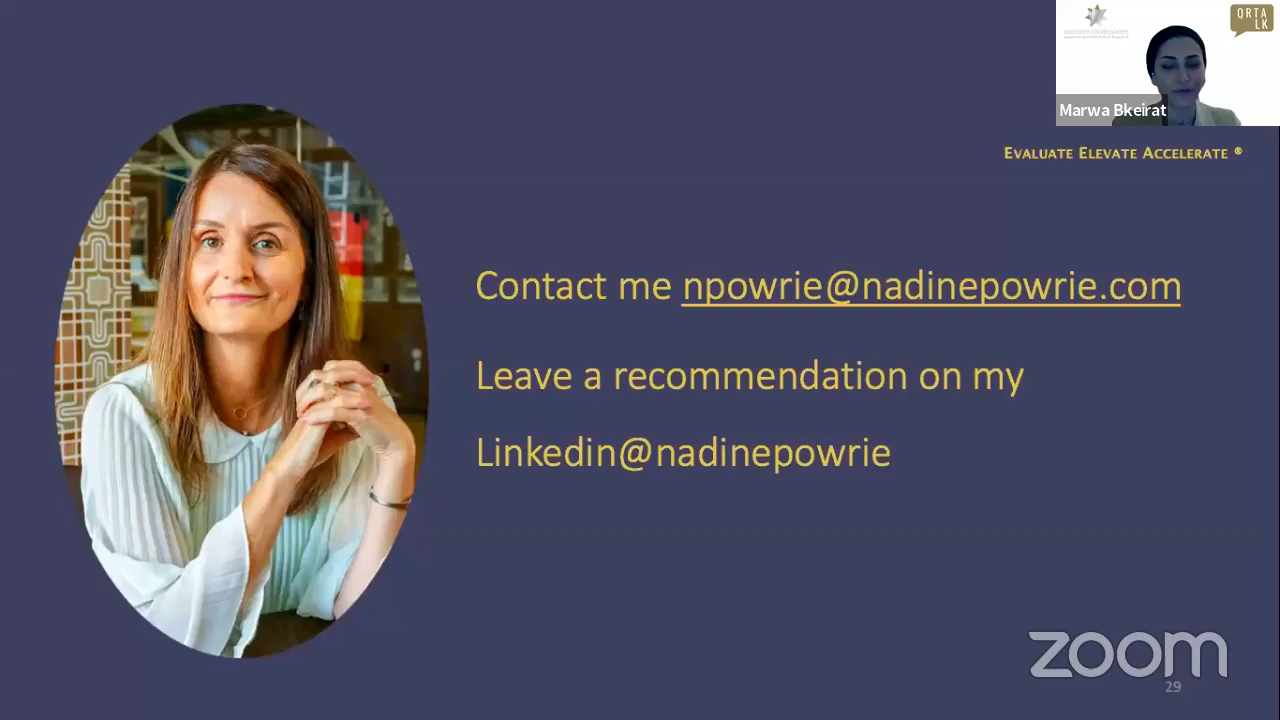 QRTA
LK
Marwa Bkeirat
EVALUATE ELEVATE ACCELERATE ®
Contact me npowrie@nadinepowrie.com
Leave a recommendation on my
Linkedin@nadinepowrie
zoom
29